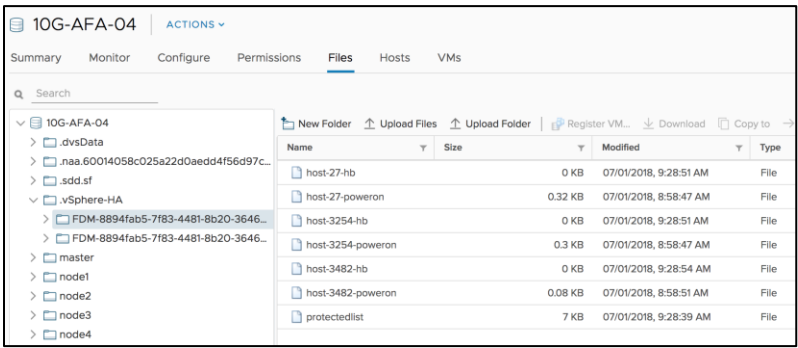 10G-AFA-04 ACTIONS
Summary Monitor Configure Permissions Files Hosts VMs
Search
10G-AFA-04
.dvsData
.naa.60014058c025a22d0aedd4f56d97c...
.sdd.sf
.vSphere-HA
FDM-8894fab5-7f83-4481-8b20-3646...
FDM-8894fab5-7f83-4481-8b20-3646...
master
node1
node2
node3
node4
New Folder Upload Files Upload Folder Register VM... Download Copy to
Name Size Modified Type
host-27-hb 0 KB 07/01/2018, 9:28:51 AM File
host-27-poweron 0.32 KB 07/01/2018, 8:58:47 AM File
host-3254-hb 0 KB 07/01/2018, 9:28:51 AM File
host-3254-poweron 0.3 KB 07/01/2018, 8:58:47 AM File
host-3482-hb 0 KB 07/01/2018, 9:28:54 AM File
host-3482-poweron 0.08 KB 07/01/2018, 8:58:51 AM File
protectedlist 7 KB 07/01/2018, 9:28:39 AM File